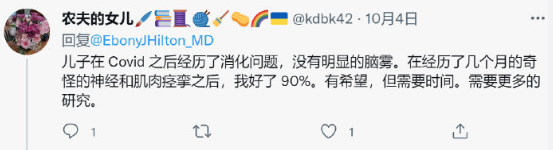 农夫的女儿🖌️📚🧵🧶🧹🪕🌈🇺🇦 @kdbk42 · 10月4日
回复@EbonyJHilton_MD
儿子在 Covid 之后经历了消化问题，没有明显的脑雾。在经历了几个月的奇
怪的神经和肌肉痉挛之后，我好了 90%。有希望，但需要时间。需要更多的
研究。
1 1